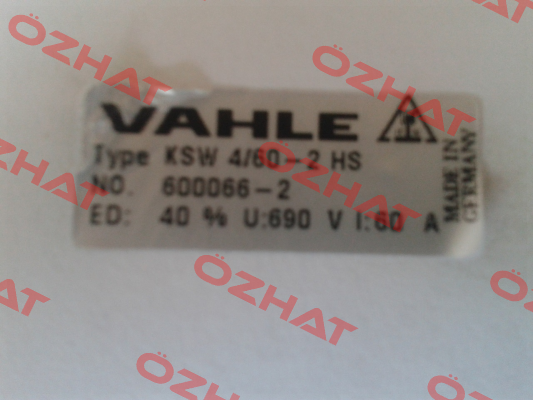 VAHLE
Type KSW 4/60-2 HS
NO. 600066-2
ED: 40 % U:690 V I:60 A
MADE IN
GERMANY
ÖZHAT
ÖZHAT
ÖZHAT
ÖZHAT
ÖZHAT
ÖZHAT
ÖZHAT
ÖZHAT
ÖZHAT